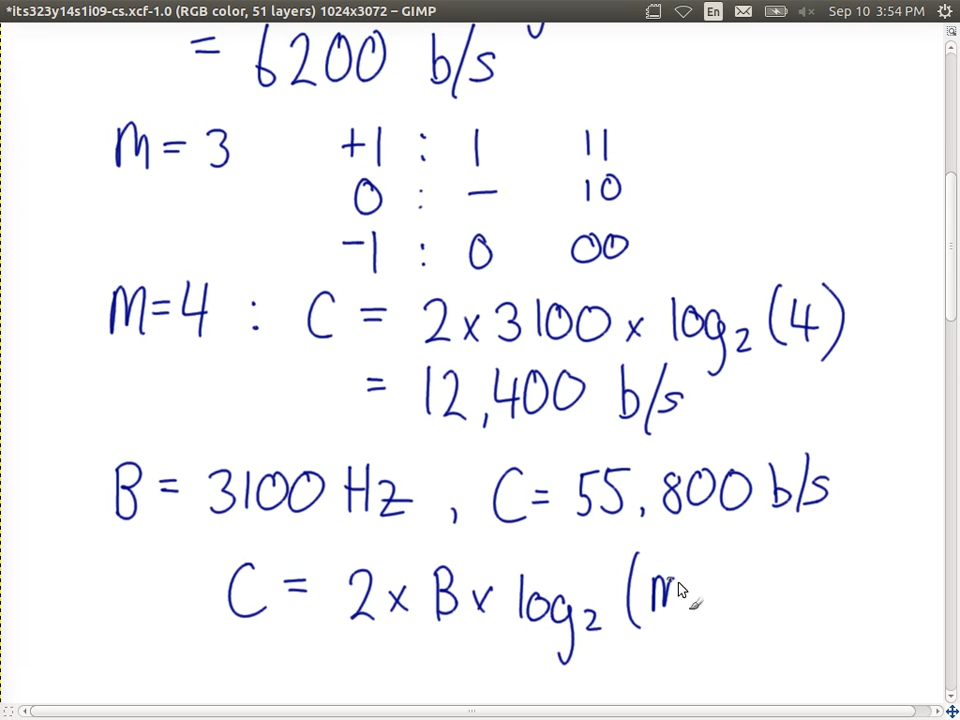 *its323y14s1i09-cs.xcf-1.0 (RGB color, 51 layers) 1024x3072 – GIMP En Sep 10 3:54 PM
= 6200 b/s
M = 3 +1 : 1 11
0 : – 10
-1 : 0 00
M=4 : C = 2 x 3100 x log₂ (4)
= 12,400 b/s
B = 3100 Hz , C = 55,800 b/s
C = 2 x B x log₂ (M